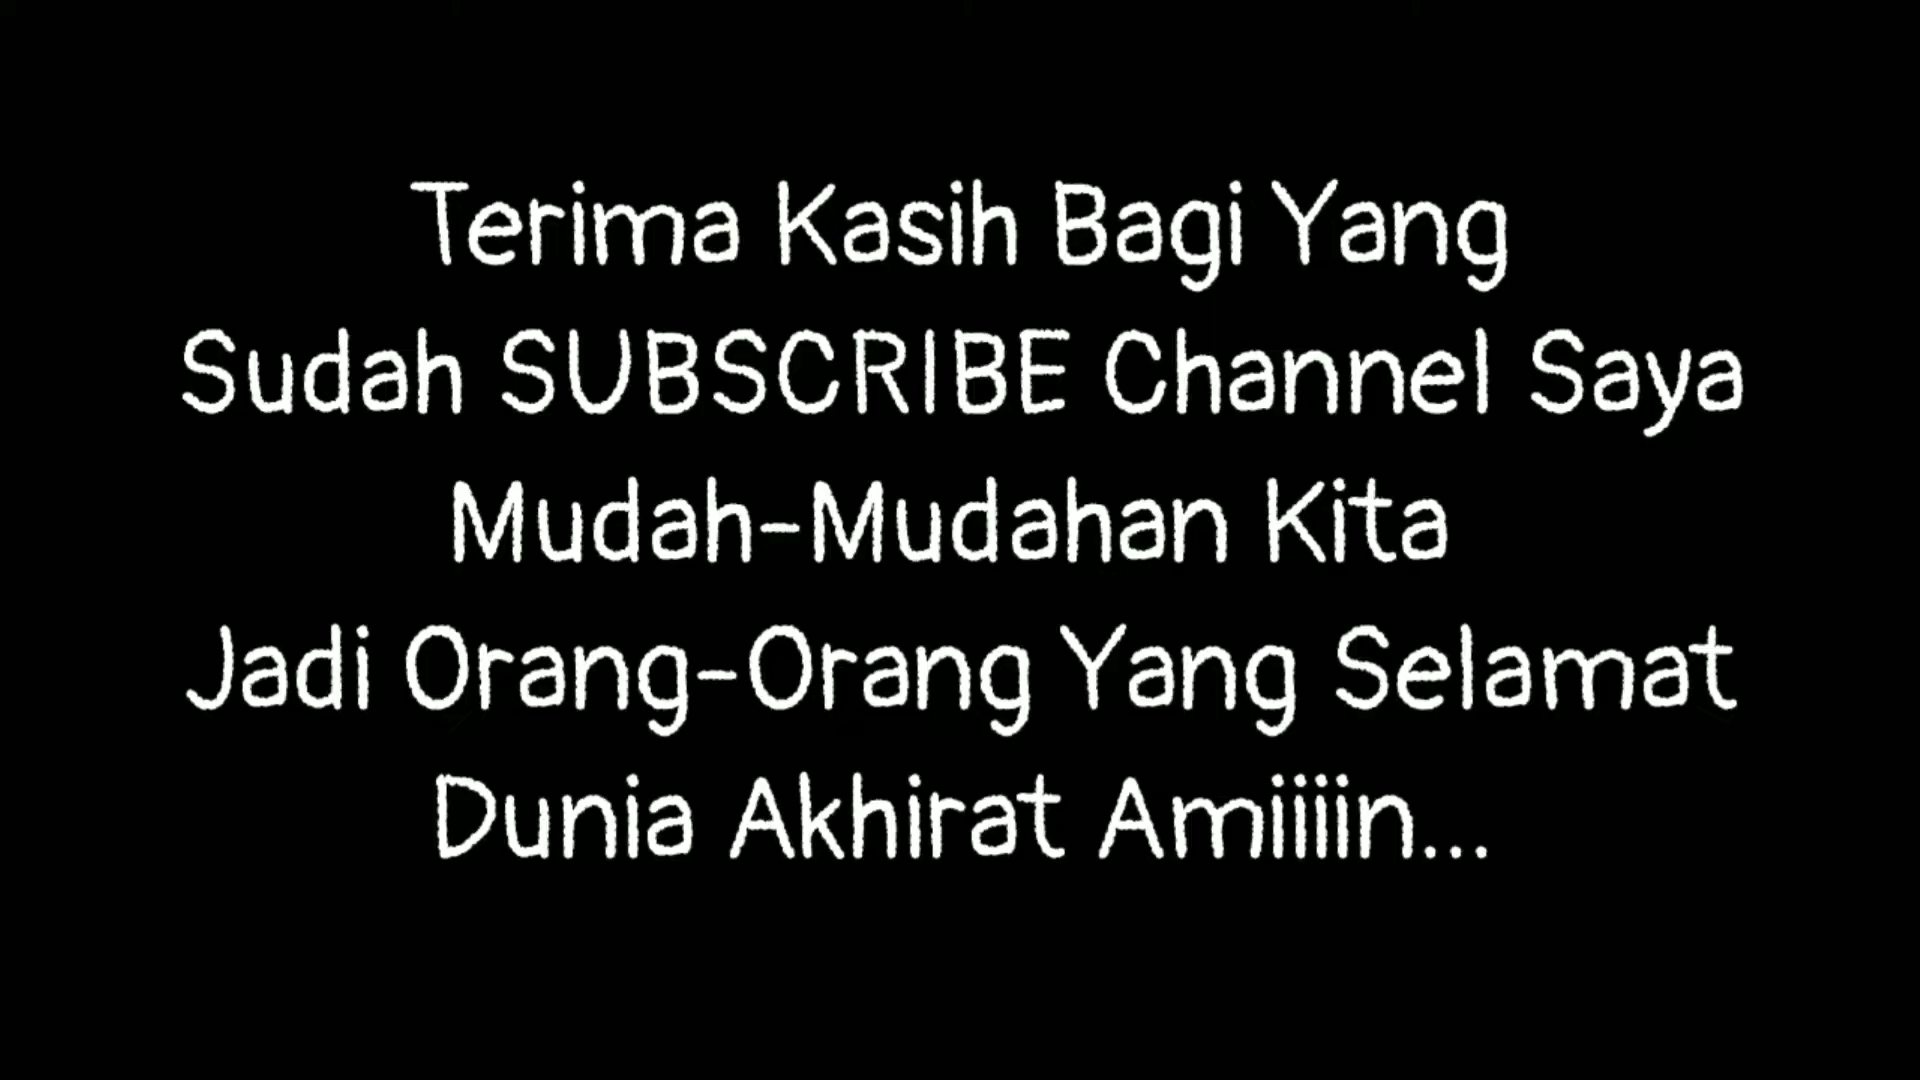 Terima Kasih Bagi Yang
Sudah SUBSCRIBE Channel Saya
Mudah-Mudahan Kita
Jadi Orang-Orang Yang Selamat
Dunia Akhirat Amiiiin...